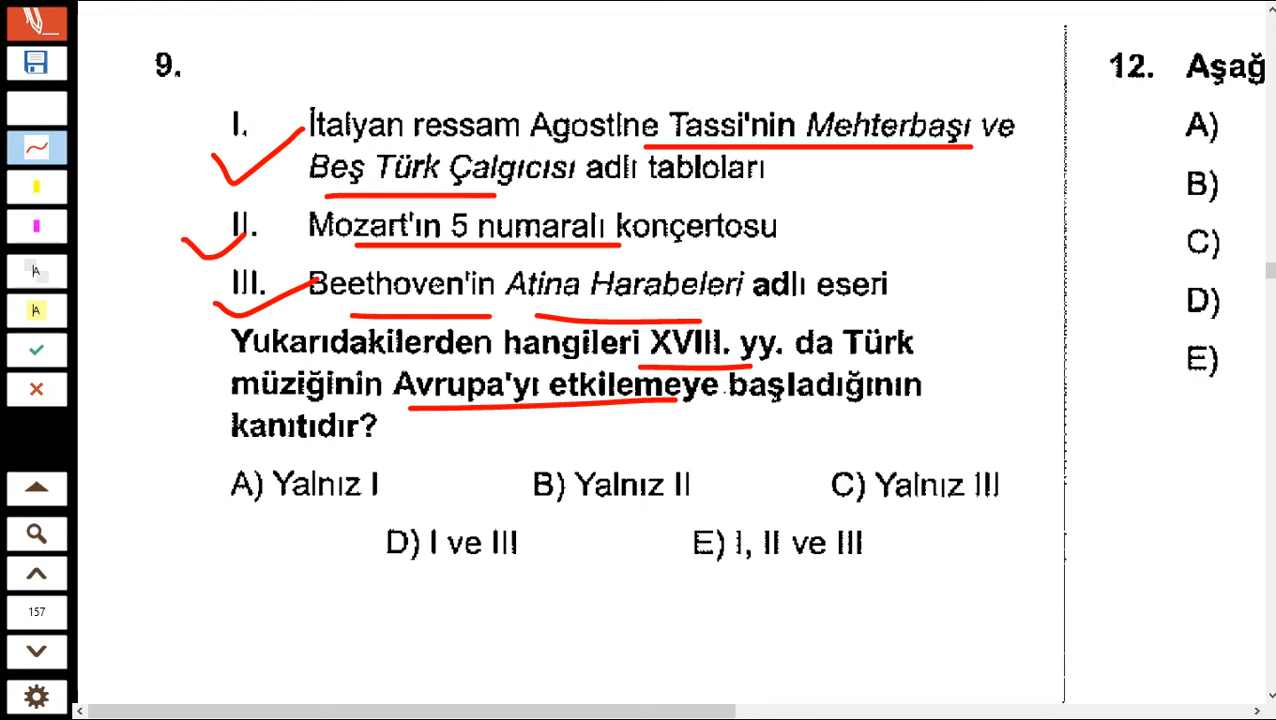 9.
I. İtalyan ressam Agostine Tassi'nin Mehterbaşı ve
Beş Türk Çalgıcısı adlı tabloları
II. Mozart'ın 5 numaralı konçertosu
III. Beethoven'in Atina Harabeleri adlı eseri
Yukarıdakilerden hangileri XVIII. yy. da Türk
müziğinin Avrupa'yı etkilemeye başladığının
kanıtıdır?
A) Yalnız I B) Yalnız II C) Yalnız III
D) I ve III E) I, II ve III
12. Aşağ
A)
B)
C)
D)
E)
A
A
157